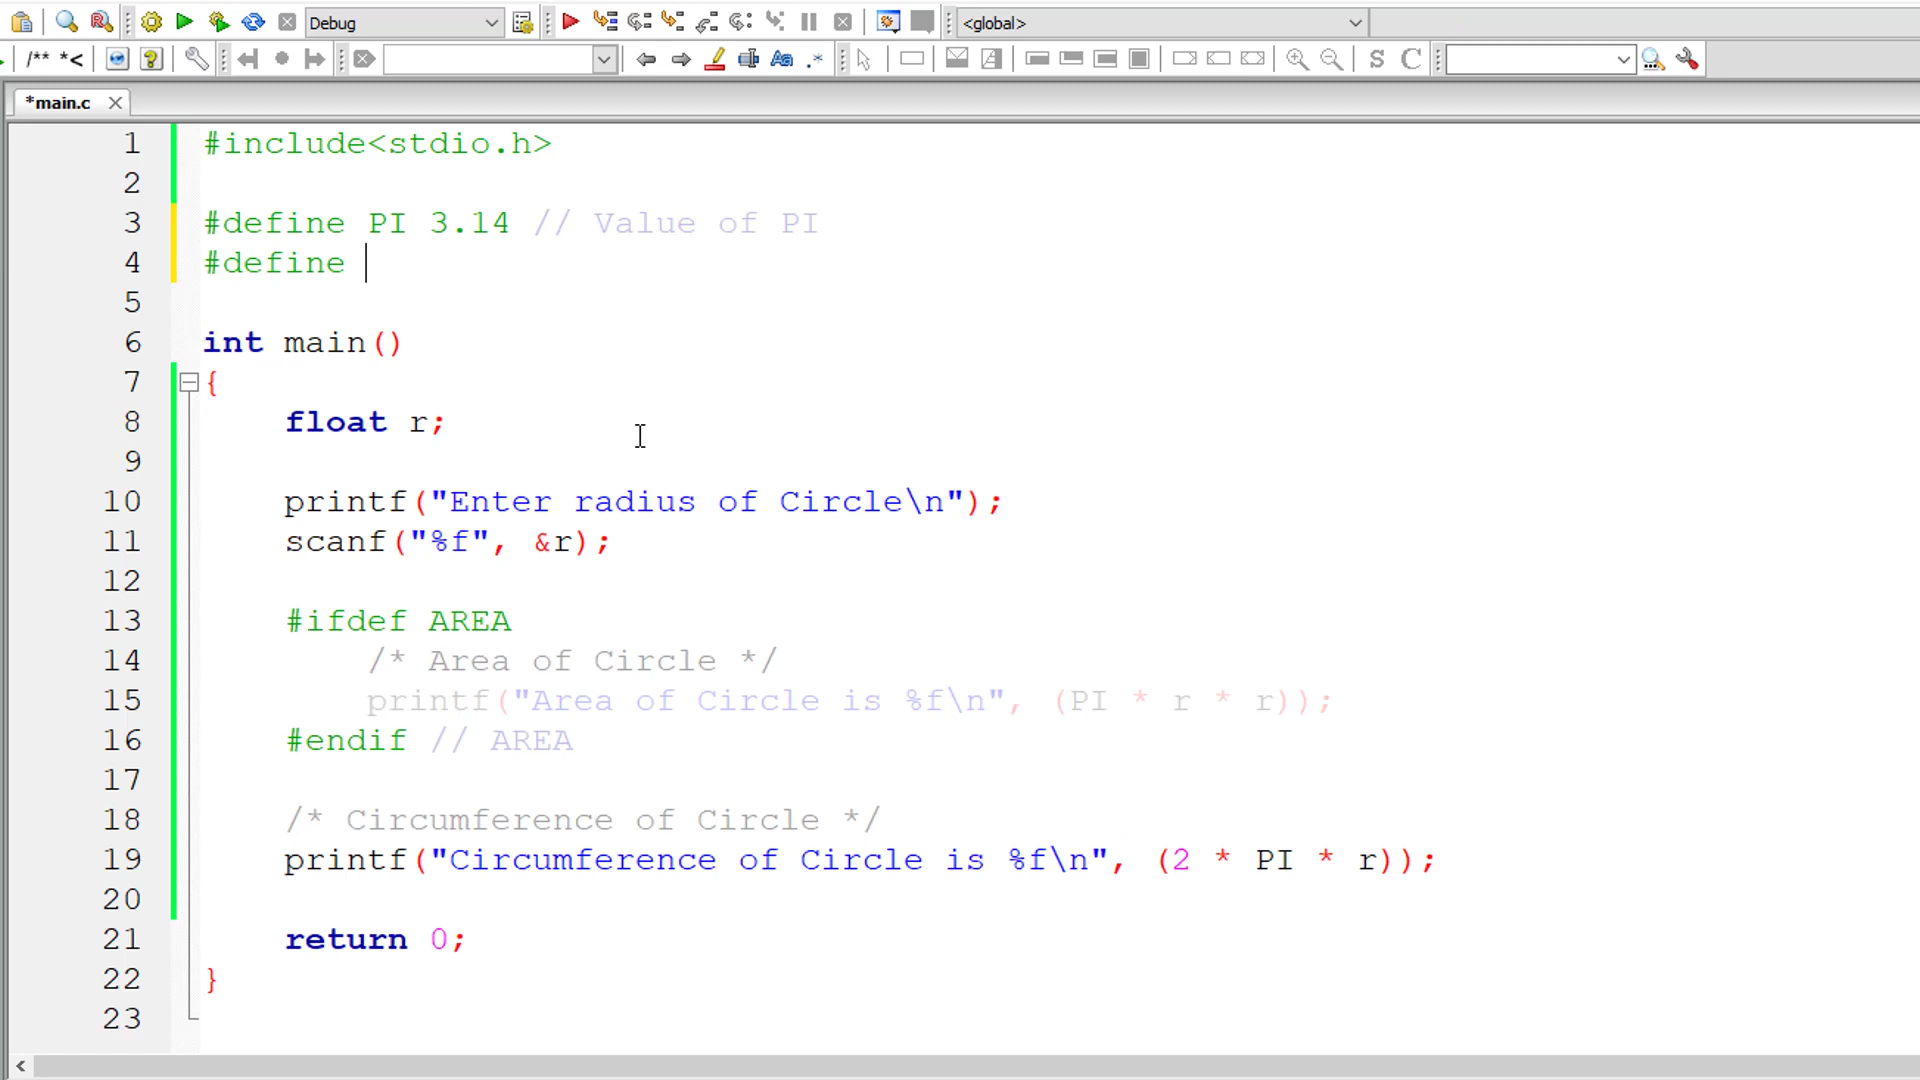 Debug
<global>
/** *<
Aa .* S C
*main.c
1 #include<stdio.h>
2
3 #define PI 3.14 // Value of PI
4 #define
5
6 int main()
7 {
8 float r;
9
10 printf("Enter radius of Circle\n");
11 scanf("%f", &r);
12
13 #ifdef AREA
14 /* Area of Circle */
15 printf("Area of Circle is %f\n", (PI * r * r));
16 #endif // AREA
17
18 /* Circumference of Circle */
19 printf("Circumference of Circle is %f\n", (2 * PI * r));
20
21 return 0;
22 }
23